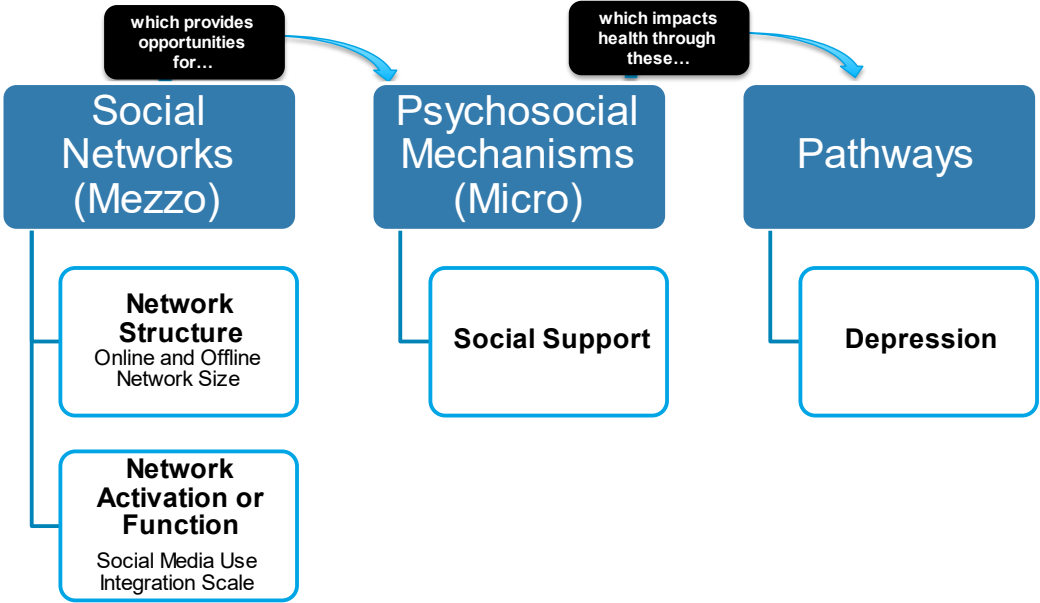 which provides
opportunities
for…
which impacts
health through
these…
Social
Networks
(Mezzo)
Psychosocial
Mechanisms
(Micro)
Pathways
Network
Structure
Online and Offline
Network Size
Social Support
Depression
Network
Activation or
Function
Social Media Use
Integration Scale